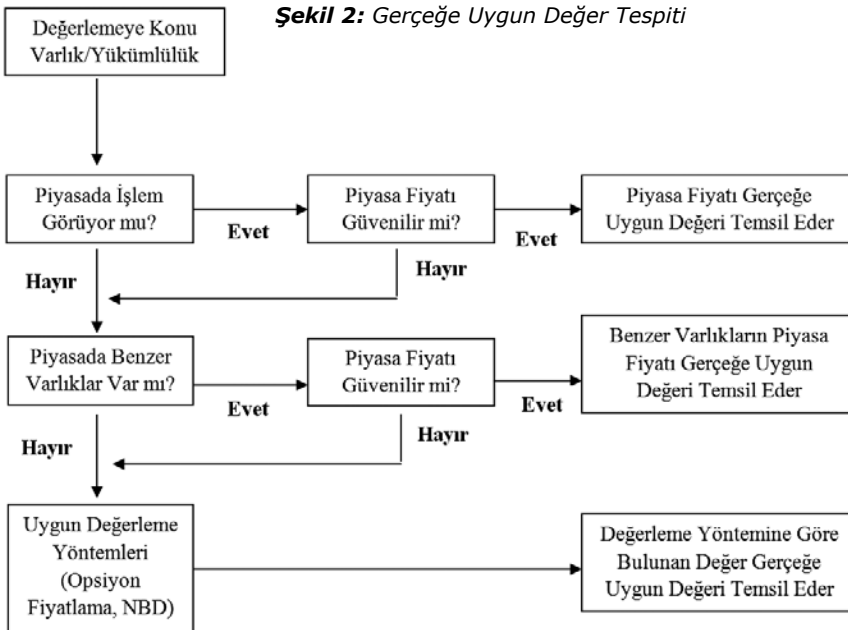 Şekil 2: Gerçeğe Uygun Değer Tespiti
Değerlemeye Konu
Varlık/Yükümlülük
Piyasada İşlem
Görüyor mu?
Evet
Piyasa Fiyatı
Güvenilir mi?
Evet
Piyasa Fiyatı Gerçeğe
Uygun Değeri Temsil Eder
Hayır
Hayır
Piyasada Benzer
Varlıklar Var mı?
Evet
Piyasa Fiyatı
Güvenilir mi?
Evet
Benzer Varlıkların Piyasa
Fiyatı Gerçeğe Uygun
Değeri Temsil Eder
Hayır
Hayır
Uygun Değerleme
Yöntemleri
(Opsiyon
Fiyatlama, NBD)
Değerleme Yöntemine Göre
Bulunan Değer Gerçeğe
Uygun Değeri Temsil Eder